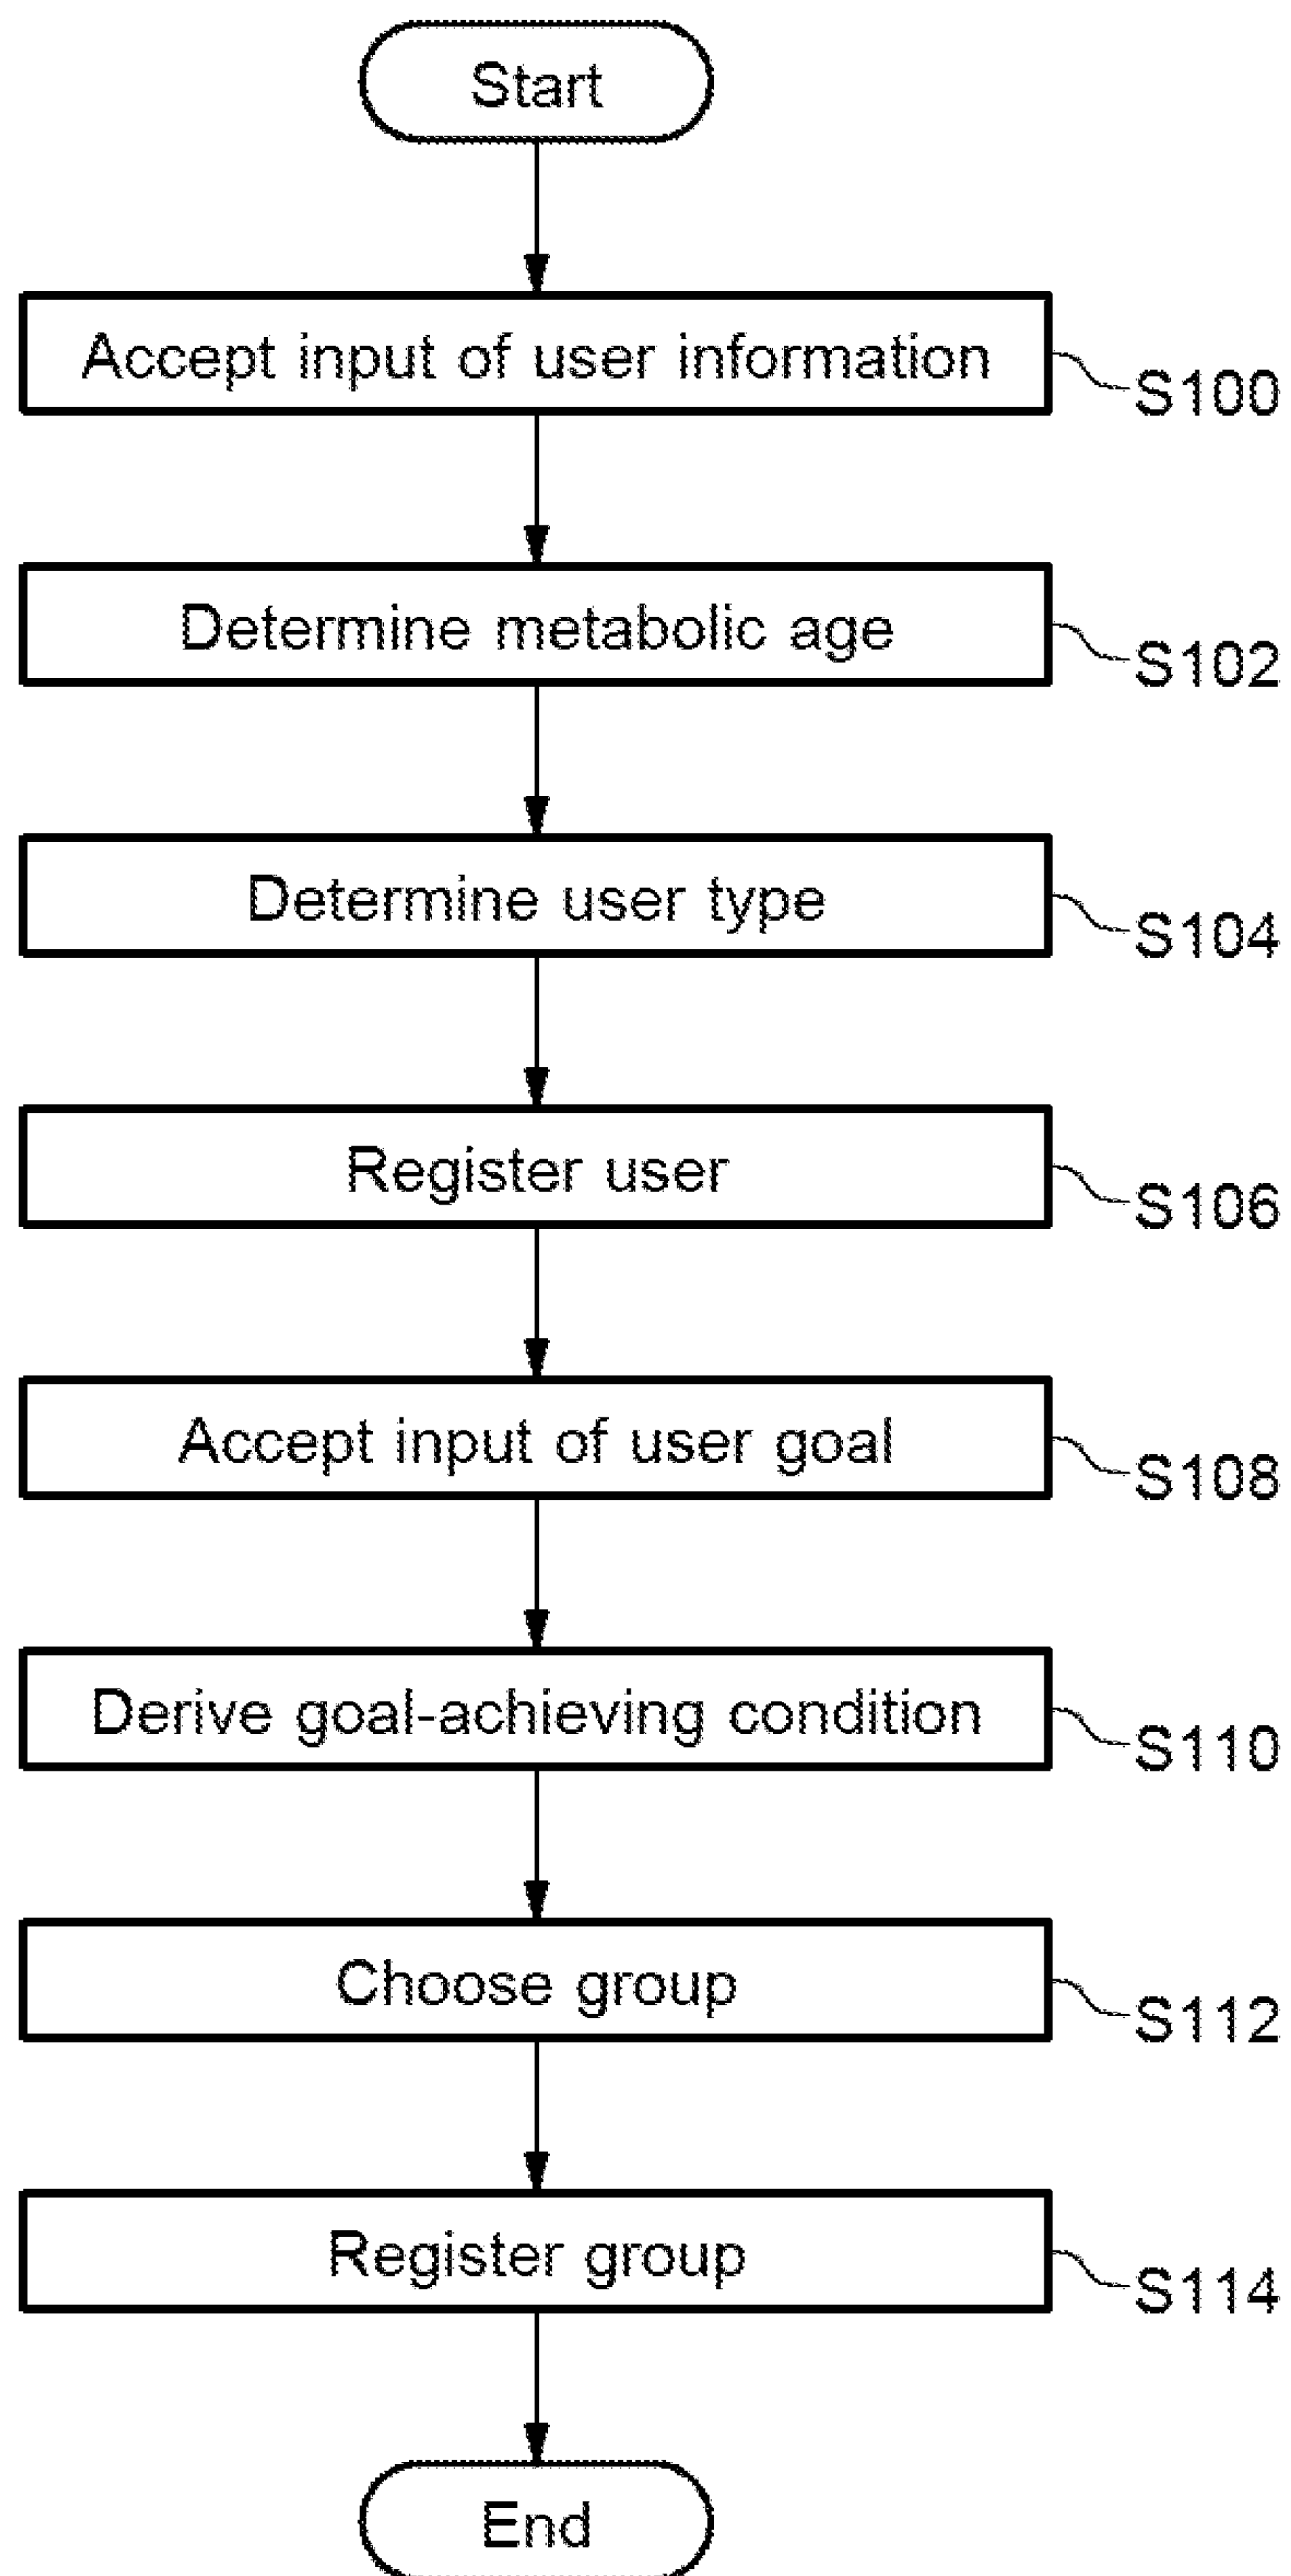 Start
Accept input of user information
S100
Determine metabolic age
S102
Determine user type
S104
Register user
S106
Accept input of user goal
S108
Derive goal-achieving condition
S110
Choose group
S112
Register group
S114
End